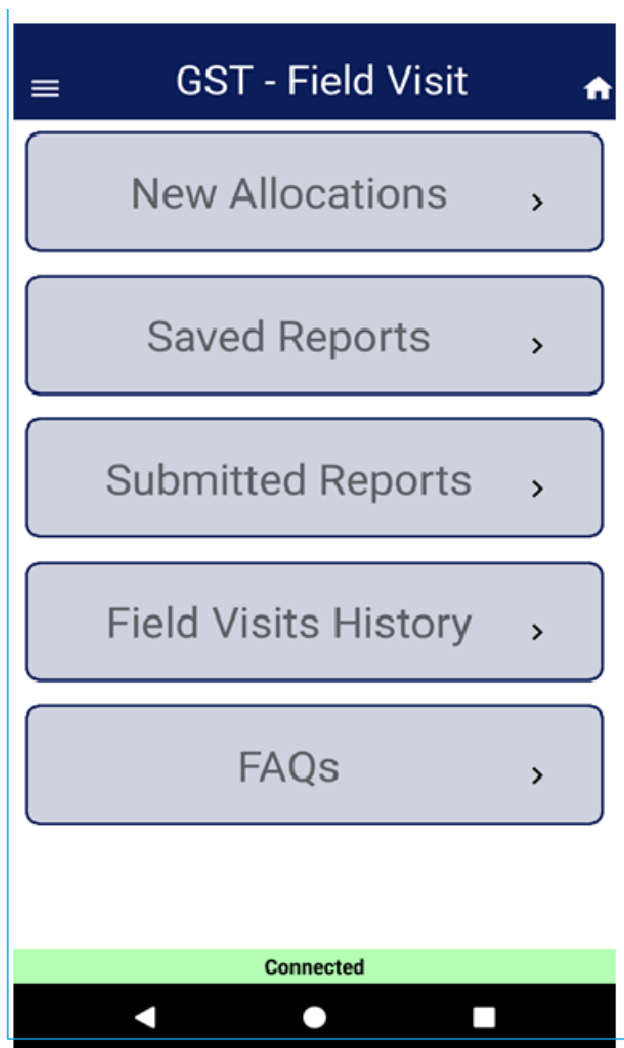 GST - Field Visit
New Allocations
Saved Reports
Submitted Reports
Field Visits History
FAQs
Connected